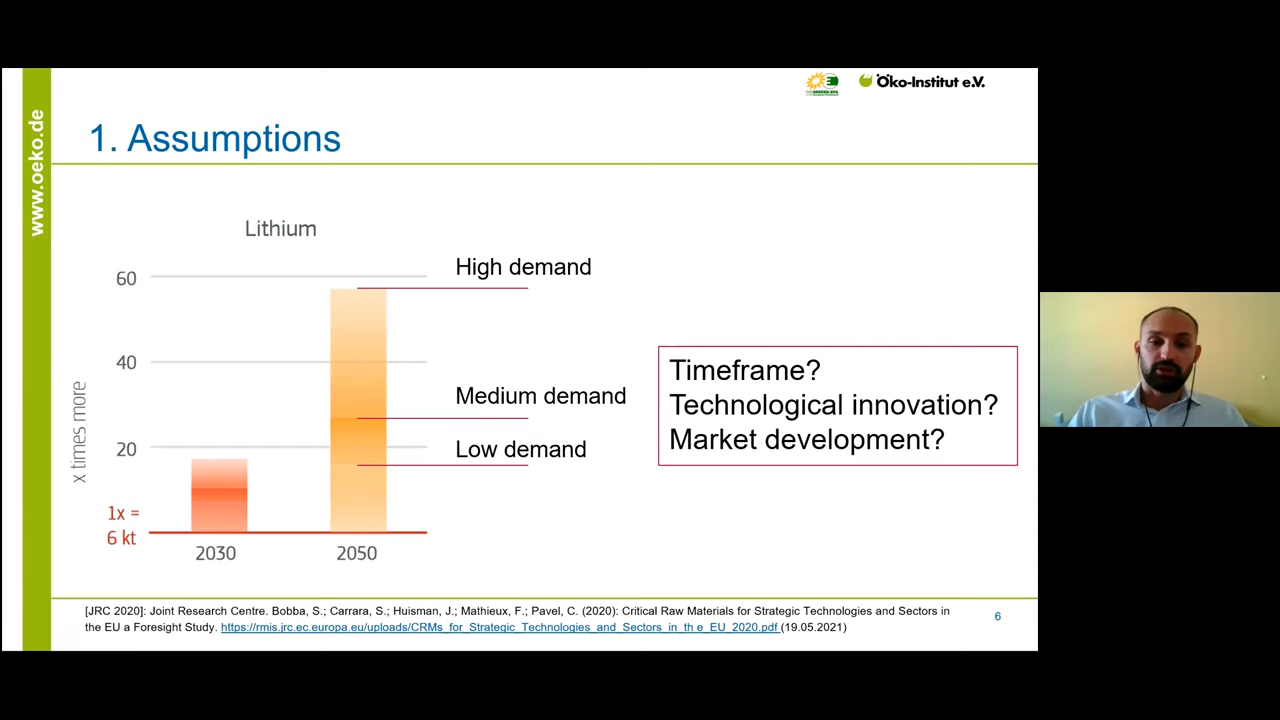 www.oeko.de
Öko-Institut e.V.
1. Assumptions
Lithium
60
40
20
x times more
1x =
6 kt
2030
2050
High demand
Medium demand
Low demand
Timeframe?
Technological innovation?
Market development?
[JRC 2020]: Joint Research Centre. Bobba, S.; Carrara, S.; Huisman, J.; Mathieux, F.; Pavel, C. (2020): Critical Raw Materials for Strategic Technologies and Sectors in
the EU a Foresight Study. https://rmis.jrc.ec.europa.eu/uploads/CRMs_for_Strategic_Technologies_and_Sectors_in_th e_EU_2020.pdf (19.05.2021)
6